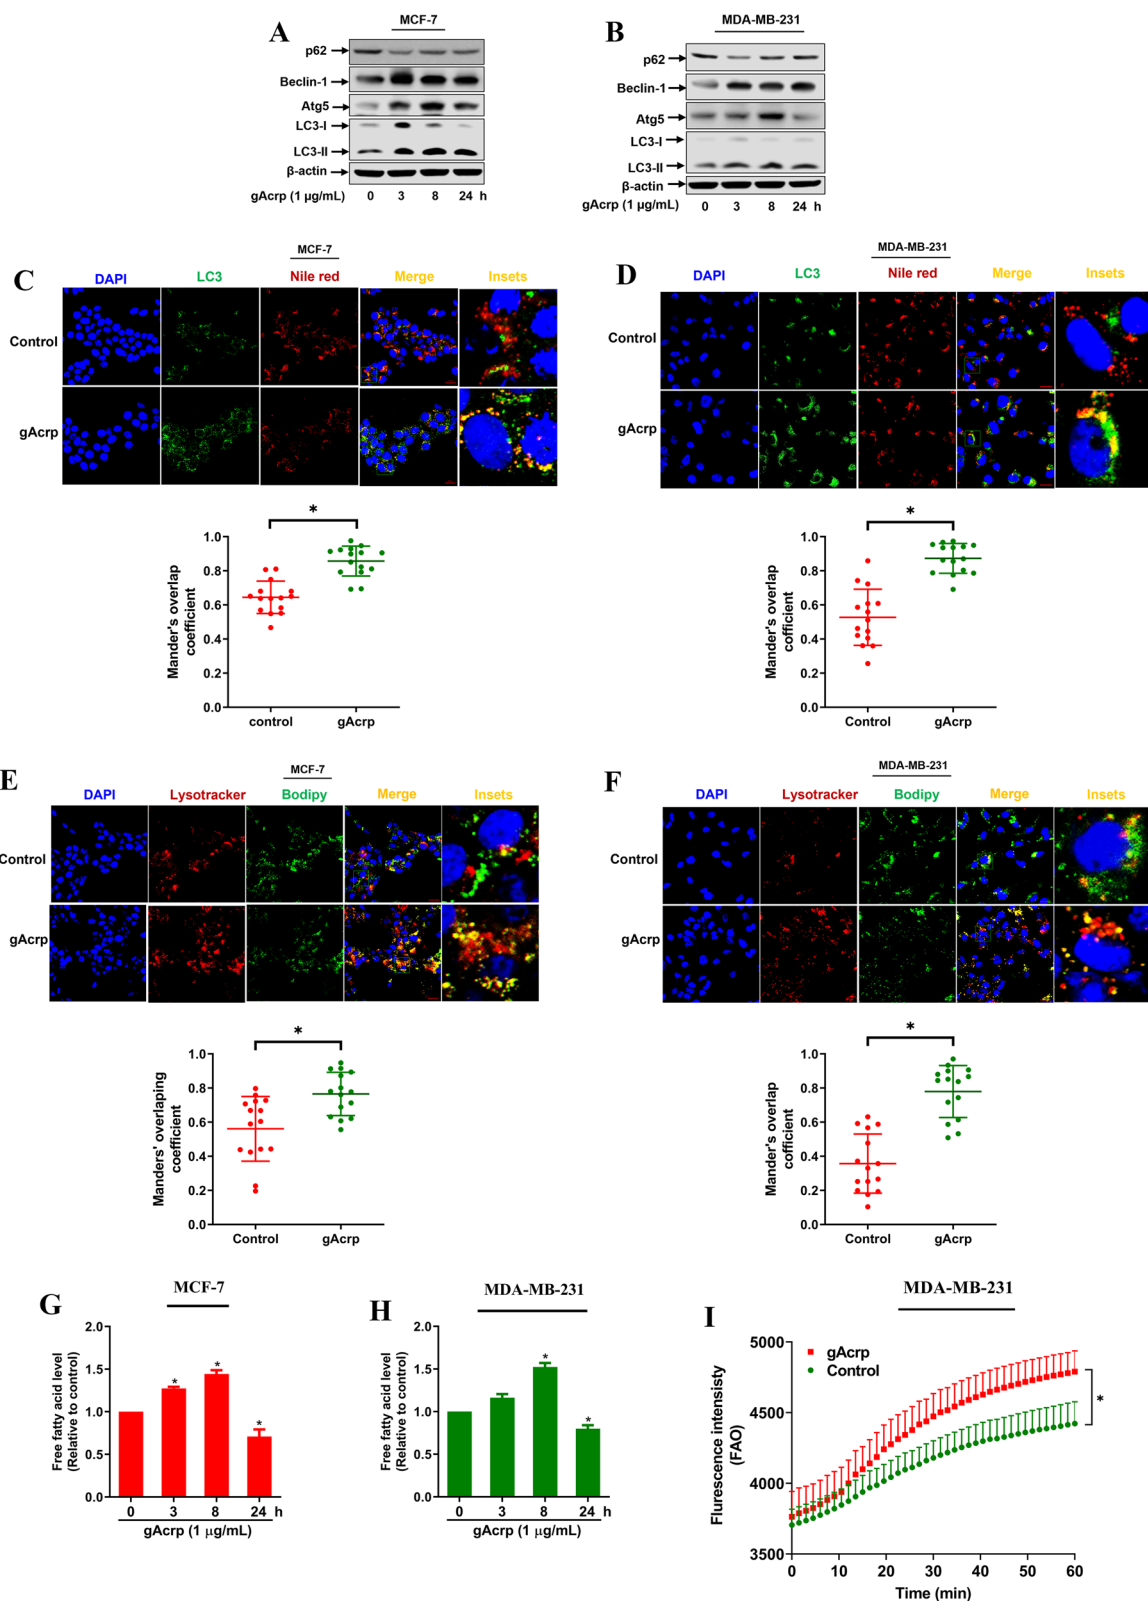 A
MCF-7
p62
Beclin-1
Atg5
LC3-I
LC3-II
β-actin
gAcrp (1 µg/mL) 0 3 8 24 h
B
MDA-MB-231
p62
Beclin-1
Atg5
LC3-I
LC3-II
β-actin
gAcrp (1 µg/mL) 0 3 8 24 h
C
MCF-7
DAPI LC3 Nile red Merge Insets
Control
gAcrp
*
1.0
0.8
0.6
0.4
0.2
0.0
Mander's overlap
coefficient
control gAcrp
D
MDA-MB-231
DAPI LC3 Nile red Merge Insets
Control
gAcrp
*
1.0
0.8
0.6
0.4
0.2
0.0
Mander's overlap
cofficient
Control gAcrp
E
MCF-7
DAPI Lysotracker Bodipy Merge Insets
Control
gAcrp
*
1.0
0.8
0.6
0.4
0.2
0.0
Manders' overlaping
coefficient
Control gAcrp
F
MDA-MB-231
DAPI Lysotracker Bodipy Merge Insets
Control
gAcrp
*
1.0
0.8
0.6
0.4
0.2
0.0
Mander's overlap
cofficient
Control gAcrp
G
MCF-7
2.0
1.5
1.0
0.5
0.0
Free fatty acid level
(Relative to control)
* * *
0 3 8 24 h
gAcrp (1 µg/mL)
H
MDA-MB-231
2.0
1.5
1.0
0.5
0.0
Free fatty acid level
(Relative to control)
* *
0 3 8 24 h
gAcrp (1 µg/mL)
I
MDA-MB-231
5000
4500
4000
3500
Flurescence intensisty
(FAO)
gAcrp
Control
*
0 10 20 30 40 50 60
Time (min)